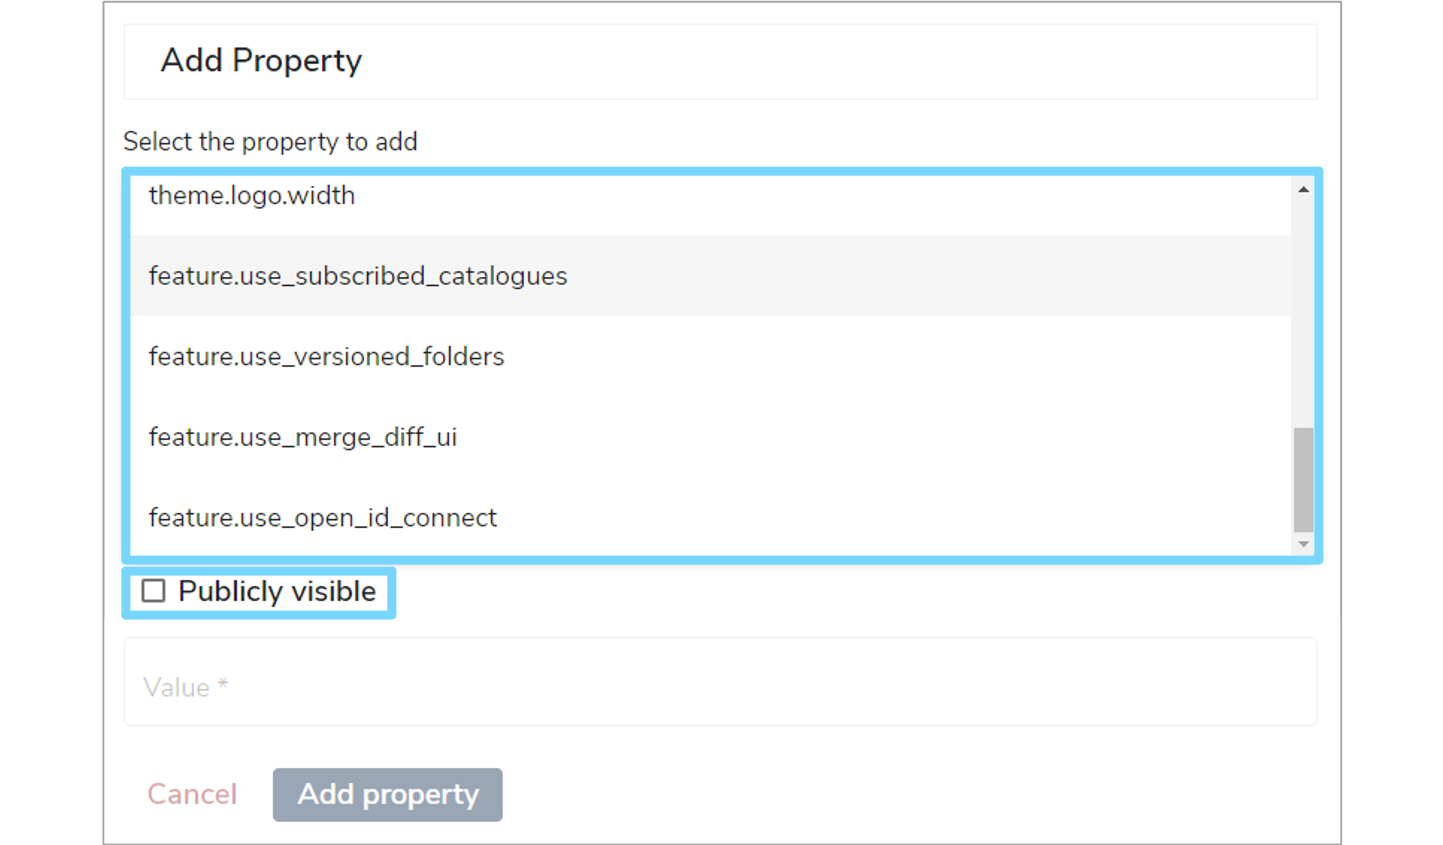 Add Property
Select the property to add
theme.logo.width
feature.use_subscribed_catalogues
feature.use_versioned_folders
feature.use_merge_diff_ui
feature.use_open_id_connect
Publicly visible
Value *
Cancel Add property